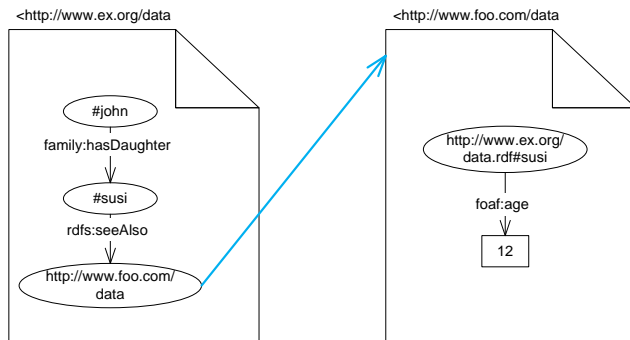 <http://www.ex.org/data
#john
family:hasDaughter
#susi
rdfs:seeAlso
http://www.foo.com/
data
<http://www.foo.com/data
http://www.ex.org/
data.rdf#susi
foaf:age
12